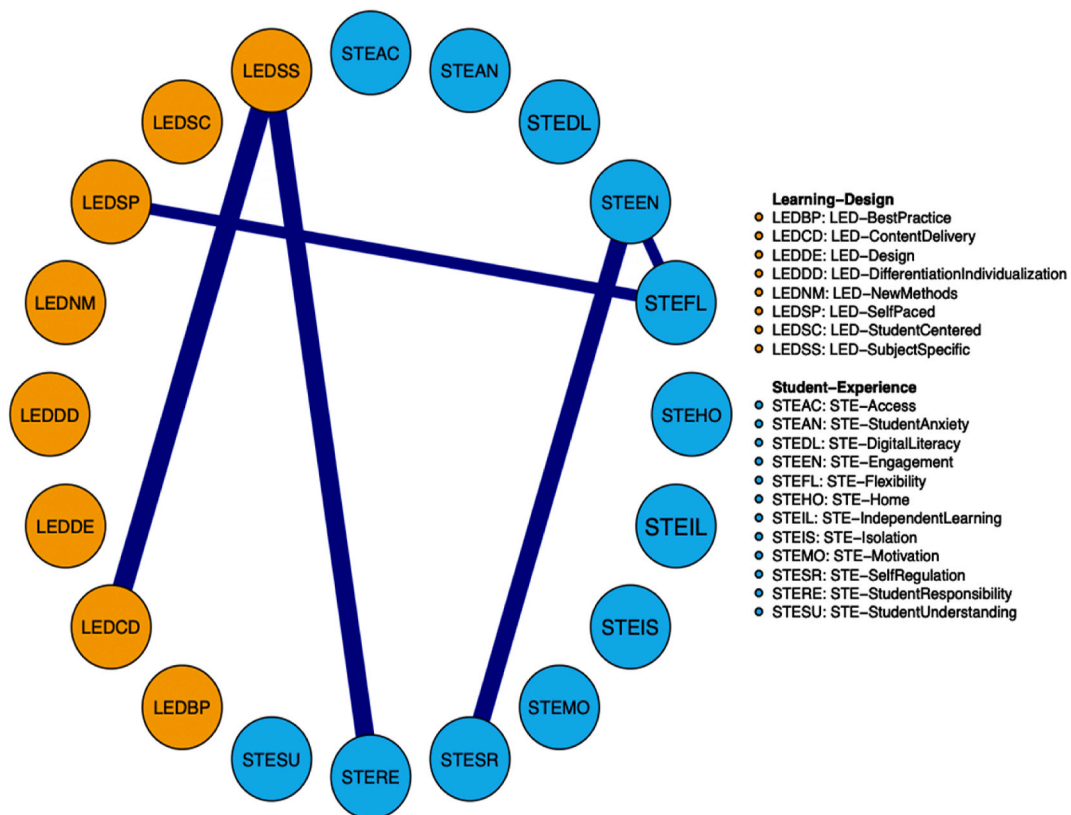 STEAC
STEAN
LEDSS
STEDL
LEDSC
STEEN
LEDSP
STEFL
LEDNM
STEHO
LEDDD
STEIL
LEDDE
STEIS
LEDCD
STEMO
LEDBP
STESR
STESU
STERE
Learning–Design
LEDBP: LED–BestPractice
LEDCD: LED–ContentDelivery
LEDDE: LED–Design
LEDDD: LED–DifferentiationIndividualization
LEDNM: LED–NewMethods
LEDSP: LED–SelfPaced
LEDSC: LED–StudentCentered
LEDSS: LED–SubjectSpecific
Student–Experience
STEAC: STE–Access
STEAN: STE–StudentAnxiety
STEDL: STE–DigitalLiteracy
STEEN: STE–Engagement
STEFL: STE–Flexibility
STEHO: STE–Home
STEIL: STE–IndependentLearning
STEIS: STE–Isolation
STEMO: STE–Motivation
STESR: STE–SelfRegulation
STERE: STE–StudentResponsibility
STESU: STE–StudentUnderstanding